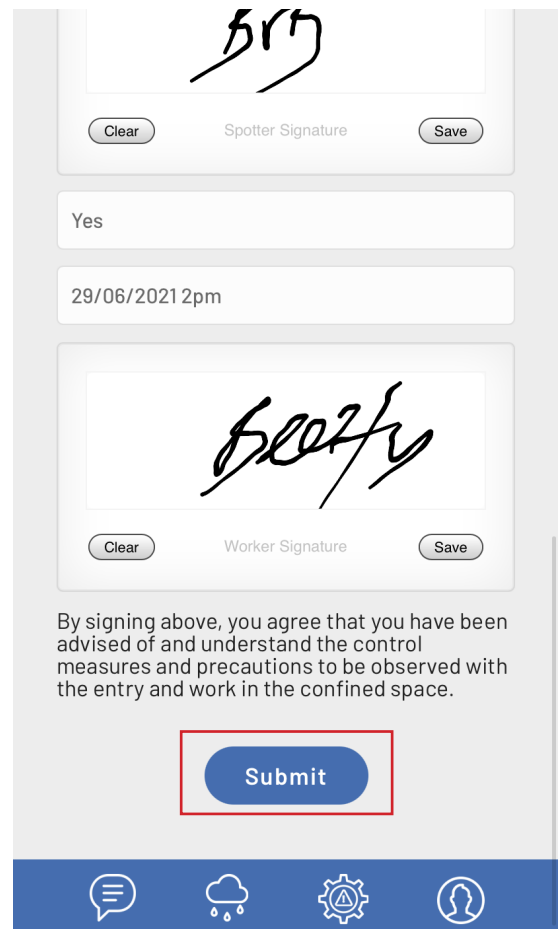 Clear
Spotter Signature
Save
Yes
29/06/2021 2pm
Clear
Worker Signature
Save
By signing above, you agree that you have been
advised of and understand the control
measures and precautions to be observed with
the entry and work in the confined space.
Submit